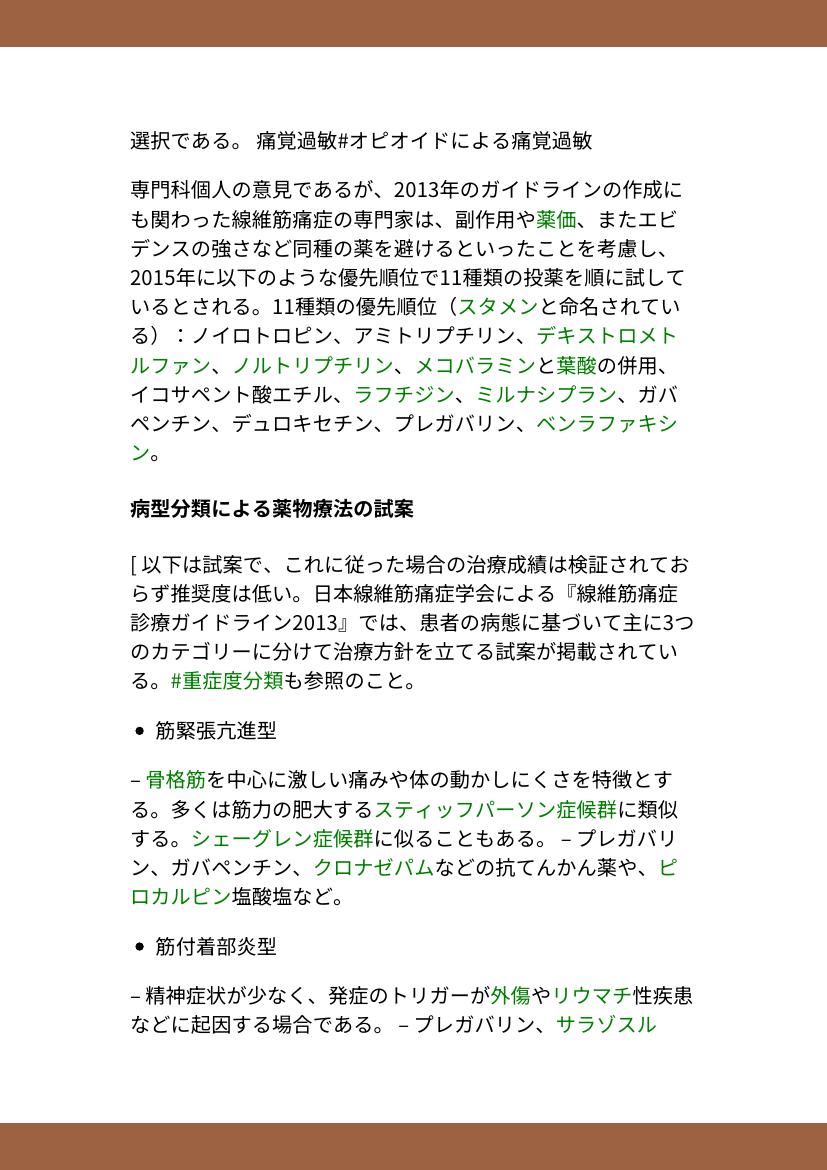 選択である。 痛覚過敏#オピオイドによる痛覚過敏
専門科個人の意見であるが、2013年のガイドラインの作成に
も関わった線維筋痛症の専門家は、副作用や薬価、またエビ
デンスの強さなど同種の薬を避けるといったことを考慮し、
2015年に以下のような優先順位で11種類の投薬を順に試して
いるとされる。11種類の優先順位（スタメンと命名されてい
る）：ノイロトロピン、アミトリプチリン、デキストロメト
ルファン、ノルトリプチリン、メコバラミンと葉酸の併用、
イコサペント酸エチル、ラフチジン、ミルナシプラン、ガバ
ペンチン、デュロキセチン、プレガバリン、ベンラファキシ
ン。
病型分類による薬物療法の試案
[ 以下は試案で、これに従った場合の治療成績は検証されてお
らず推奨度は低い。日本線維筋痛症学会による『線維筋痛症
診療ガイドライン2013』では、患者の病態に基づいて主に3つ
のカテゴリーに分けて治療方針を立てる試案が掲載されてい
る。#重症度分類も参照のこと。
• 筋緊張亢進型
– 骨格筋を中心に激しい痛みや体の動かしにくさを特徴とす
る。多くは筋力の肥大するスティッフパーソン症候群に類似
する。シェーグレン症候群に似ることもある。 – プレガバリ
ン、ガバペンチン、クロナゼパムなどの抗てんかん薬や、ピ
ロカルピン塩酸塩など。
• 筋付着部炎型
– 精神症状が少なく、発症のトリガーが外傷やリウマチ性疾患
などに起因する場合である。 – プレガバリン、サラゾスル